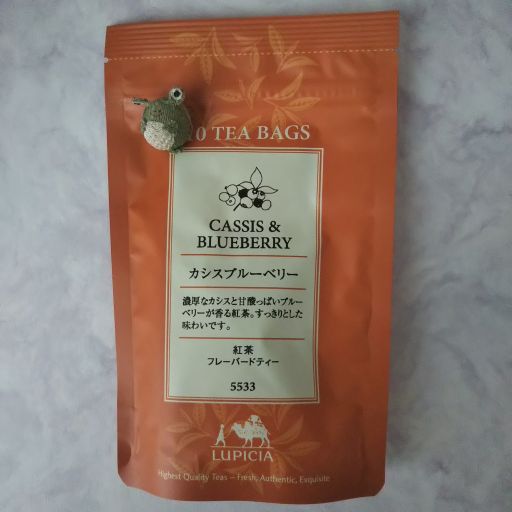 10 TEA BAGS
CASSIS &
BLUEBERRY
カシスブルーベリー
濃厚なカシスと甘酸っぱいブルー
ベリーが香る紅茶。すっきりとした
味わいです。
紅茶
フレーバードティー
5533
LUPICIA
Highest Quality Teas – Fresh, Authentic, Exquisite